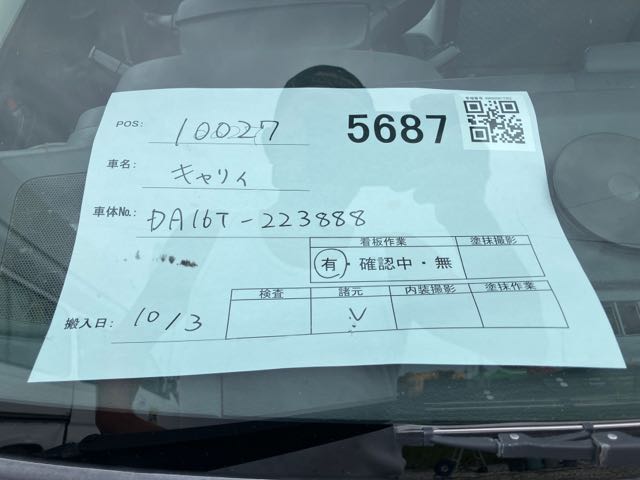 POS: 10027
5687
車名: キャリィ
車体No.: DA16T-223888
看板作業 塗抹撮影
有・確認中・無
検査 諸元 内装撮影 塗抹作業
搬入日: 10/3